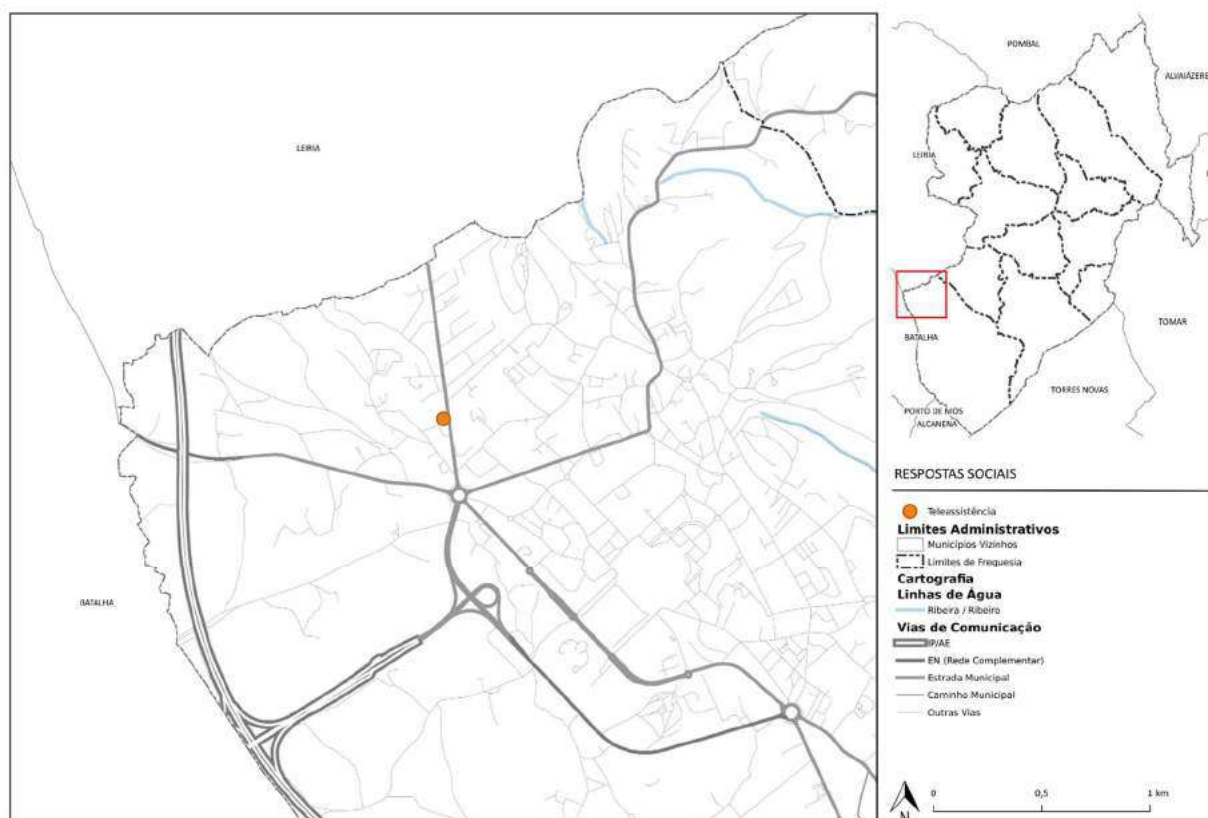 LEIRIA
BATALHA
POMBAL
ALVAIÁZERE
LEIRIA
BATALHA
TOMAR
TORRES NOVAS
PORTO DE MÓS
ALCANENA
RESPOSTAS SOCIAIS
Teleassistência
Limites Administrativos
Municípios Vizinhos
Limites de Freguesia
Cartografia
Linhas de Água
Ribeira / Ribeiro
Vias de Comunicação
IP/AE
EN (Rede Complementar)
Estrada Municipal
Caminho Municipal
Outras Vias
N
0 0,5 1 km